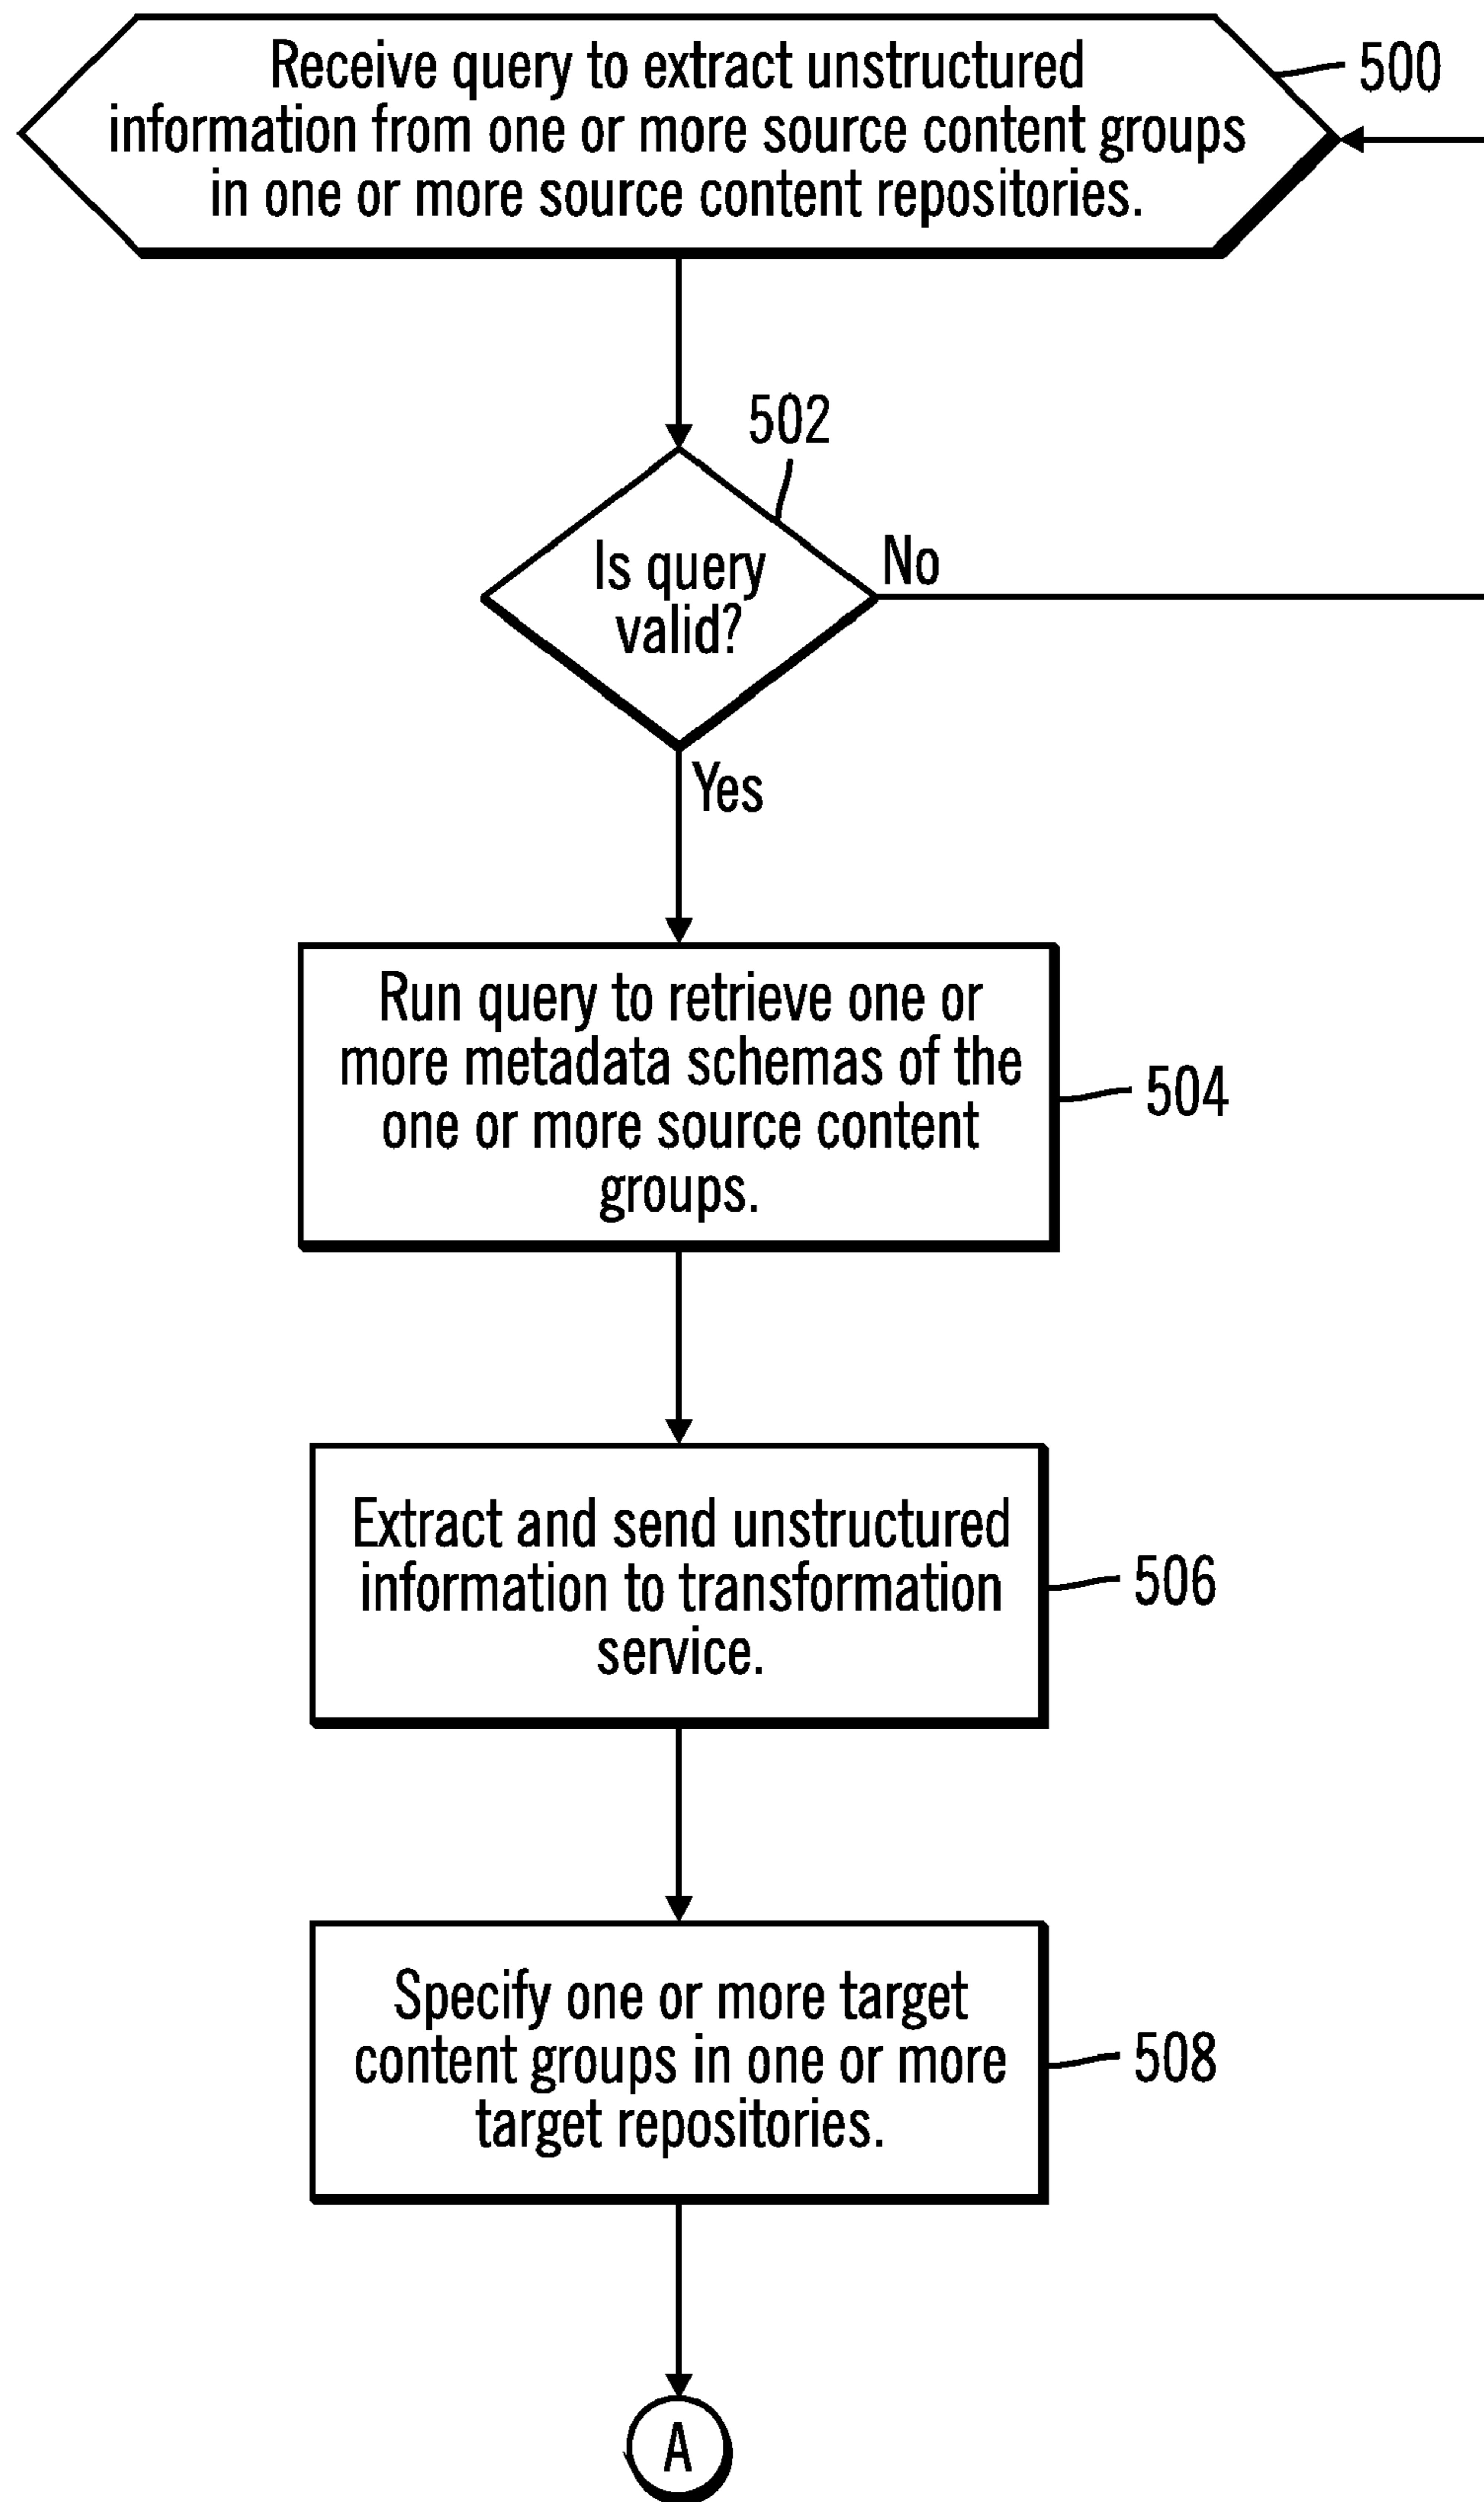 Receive query to extract unstructured
information from one or more source content groups
in one or more source content repositories.
500
502
Is query
valid?
No
Yes
Run query to retrieve one or
more metadata schemas of the
one or more source content
groups.
504
Extract and send unstructured
information to transformation
service.
506
Specify one or more target
content groups in one or more
target repositories.
508
A